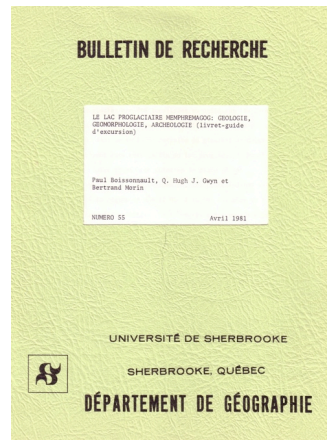 BULLETIN DE RECHERCHE
LE LAC PROGLACIAIRE MEMPHREMAGOG: GEOLOGIE,
GEOMORPHOLOGIE, ARCHEOLOGIE (livret-guide
d'excursion)
Paul Boissonnault, Q. Hugh J. Gwyn et
Bertrand Morin
NUMERO 55 Avril 1981
UNIVERSITÉ DE SHERBROOKE
SHERBROOKE, QUÉBEC
DÉPARTEMENT DE GÉOGRAPHIE